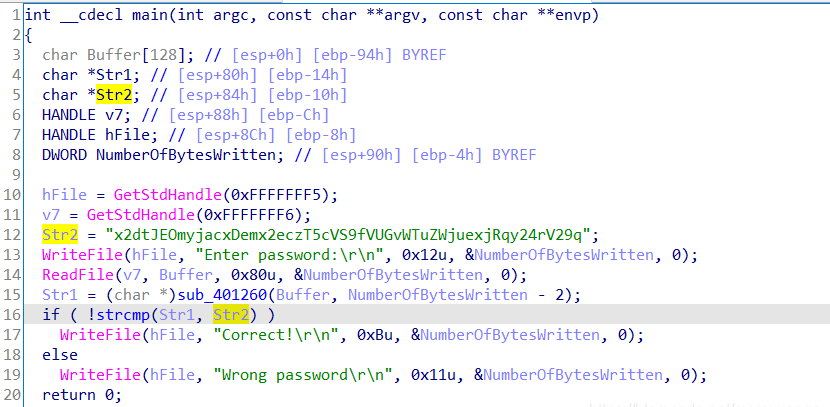 1 int __cdecl main(int argc, const char **argv, const char **envp)
2 {
3 char Buffer[128]; // [esp+0h] [ebp-94h] BYREF
4 char *Str1; // [esp+80h] [ebp-14h]
5 char *Str2; // [esp+84h] [ebp-10h]
6 HANDLE v7; // [esp+88h] [ebp-Ch]
7 HANDLE hFile; // [esp+8Ch] [ebp-8h]
8 DWORD NumberOfBytesWritten; // [esp+90h] [ebp-4h] BYREF
9
10 hFile = GetStdHandle(0xFFFFFFF5);
11 v7 = GetStdHandle(0xFFFFFFF6);
12 Str2 = "x2dtJEOmyjacxDemx2eczT5cVS9fVUGvWTuZWjuexjRqy24rV29q";
13 WriteFile(hFile, "Enter password:\r\n", 0x12u, &NumberOfBytesWritten, 0);
14 ReadFile(v7, Buffer, 0x80u, &NumberOfBytesWritten, 0);
15 Str1 = (char *)sub_401260(Buffer, NumberOfBytesWritten - 2);
16 if ( !strcmp(Str1, Str2) )
17 WriteFile(hFile, "Correct!\r\n", 0xBu, &NumberOfBytesWritten, 0);
18 else
19 WriteFile(hFile, "Wrong password\r\n", 0x11u, &NumberOfBytesWritten, 0);
20 return 0;